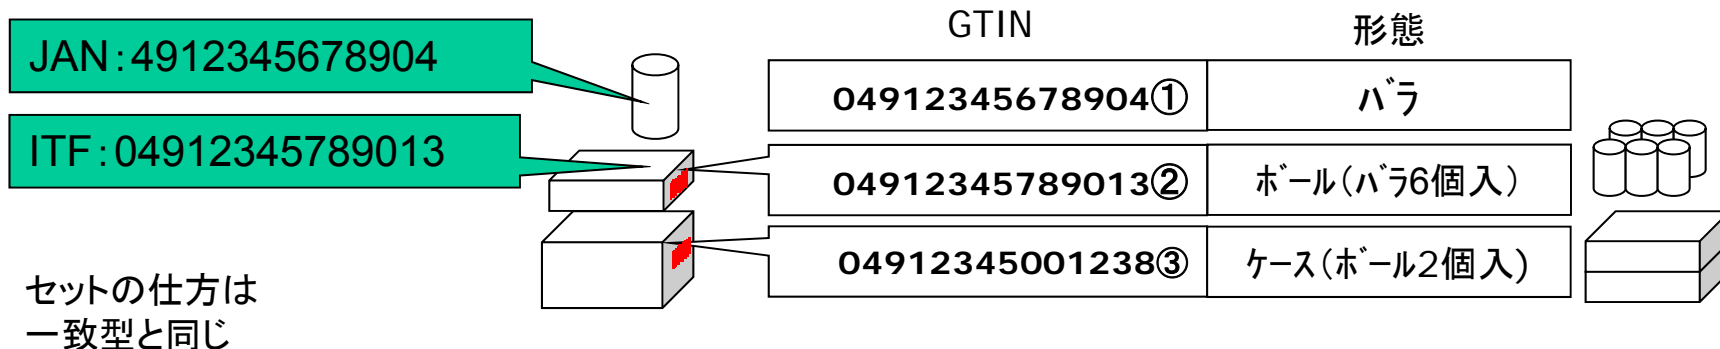 GTIN 形態
JAN:4912345678904
04912345678904① バラ
ITF:04912345789013
04912345789013② ボール(バラ6個入)
04912345001238③ ケース(ボール2個入)
セットの仕方は
一致型と同じ